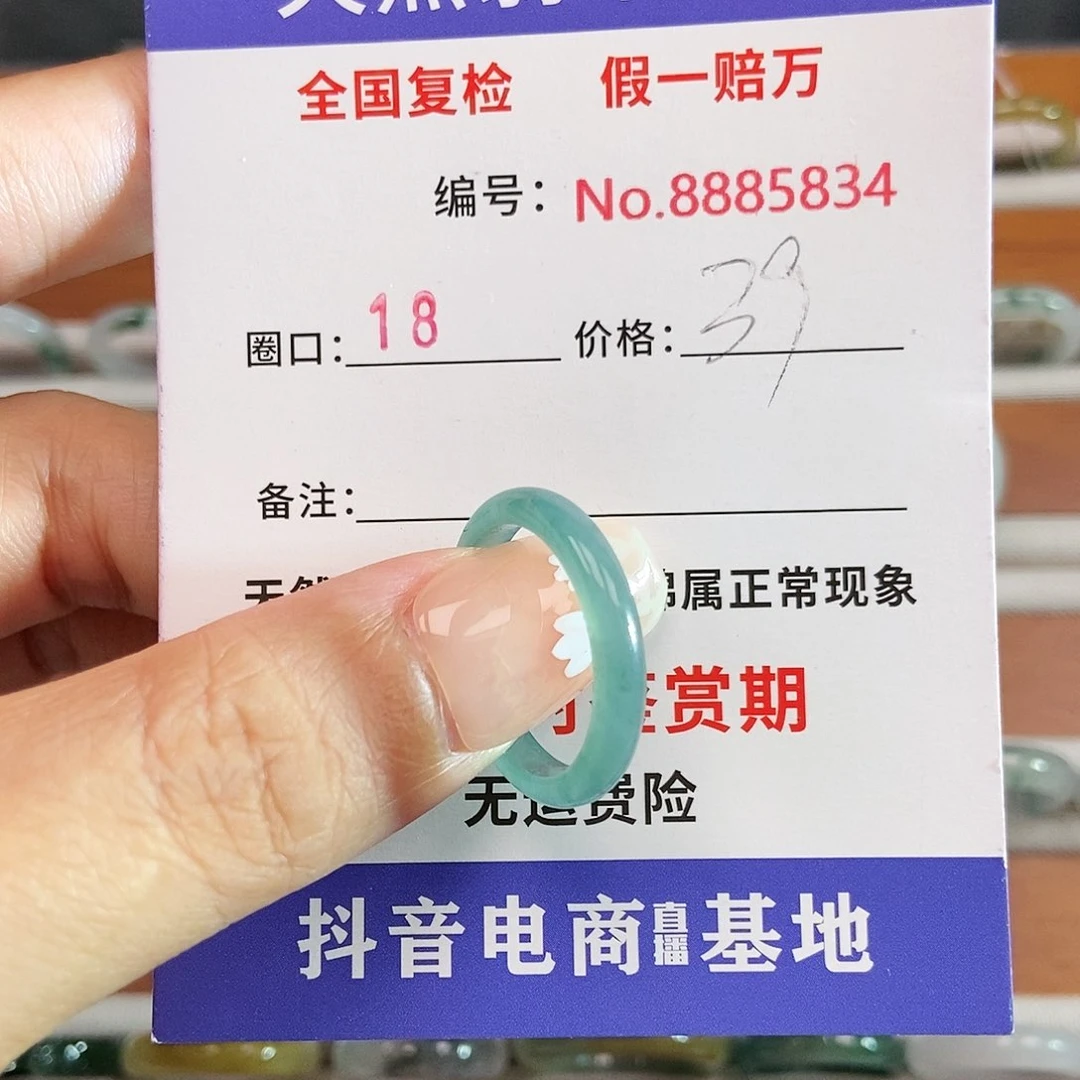 全国复检 假一赔万
编号: No.8885834
圈口: 18 价格: 39
备注:
属正常现象
鉴赏期
无运费险
抖音电商直播基地